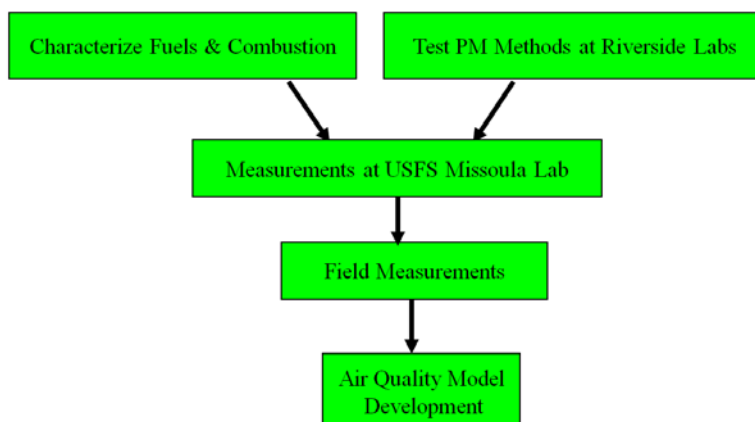 Characterize Fuels & Combustion
Test PM Methods at Riverside Labs
Measurements at USFS Missoula Lab
Field Measurements
Air Quality Model
Development